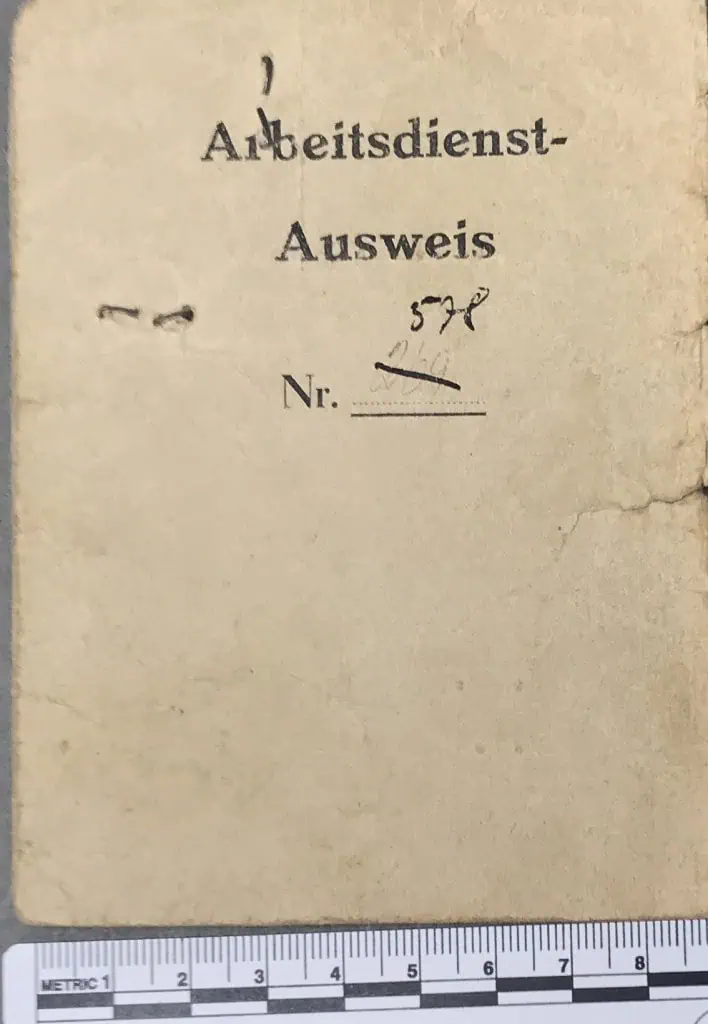 Arbeitsdienst-
Ausweis
578
Nr.
METRIC 1 2 3 4 5 6 7 8